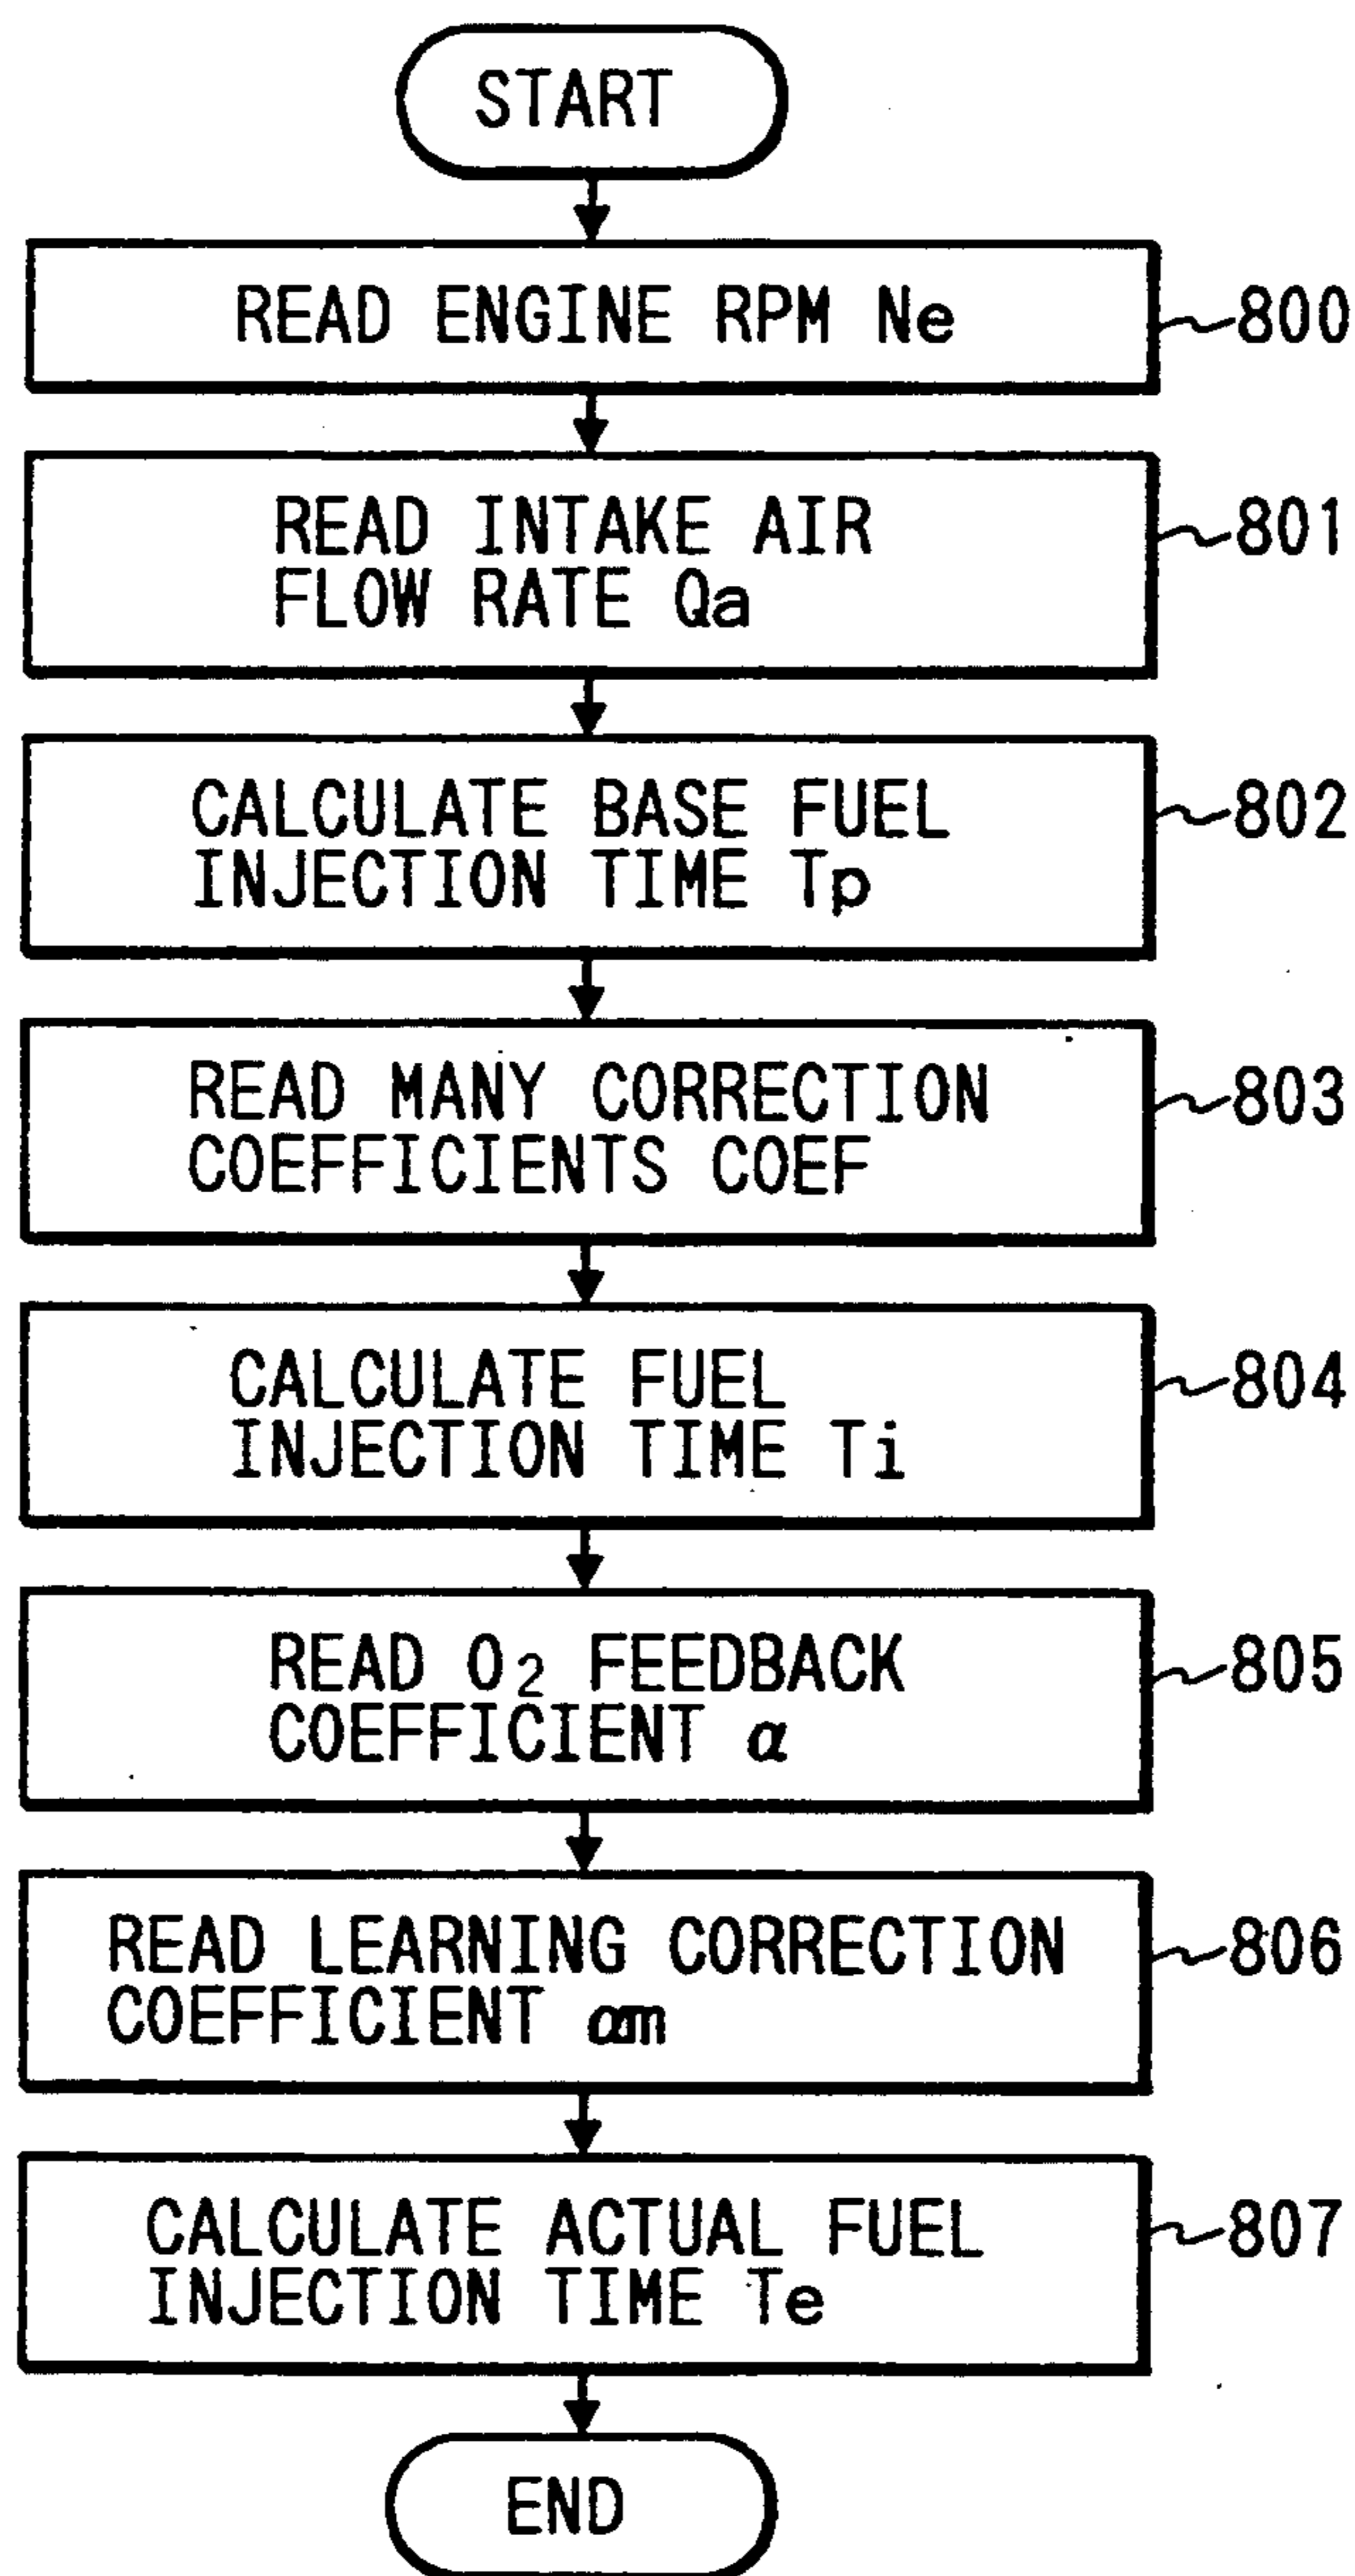 START
READ ENGINE RPM Ne
800
READ INTAKE AIR
FLOW RATE Qa
801
CALCULATE BASE FUEL
INJECTION TIME Tp
802
READ MANY CORRECTION
COEFFICIENTS COEF
803
CALCULATE FUEL
INJECTION TIME Ti
804
READ O₂ FEEDBACK
COEFFICIENT α
805
READ LEARNING CORRECTION
COEFFICIENT αm
806
CALCULATE ACTUAL FUEL
INJECTION TIME Te
807
END